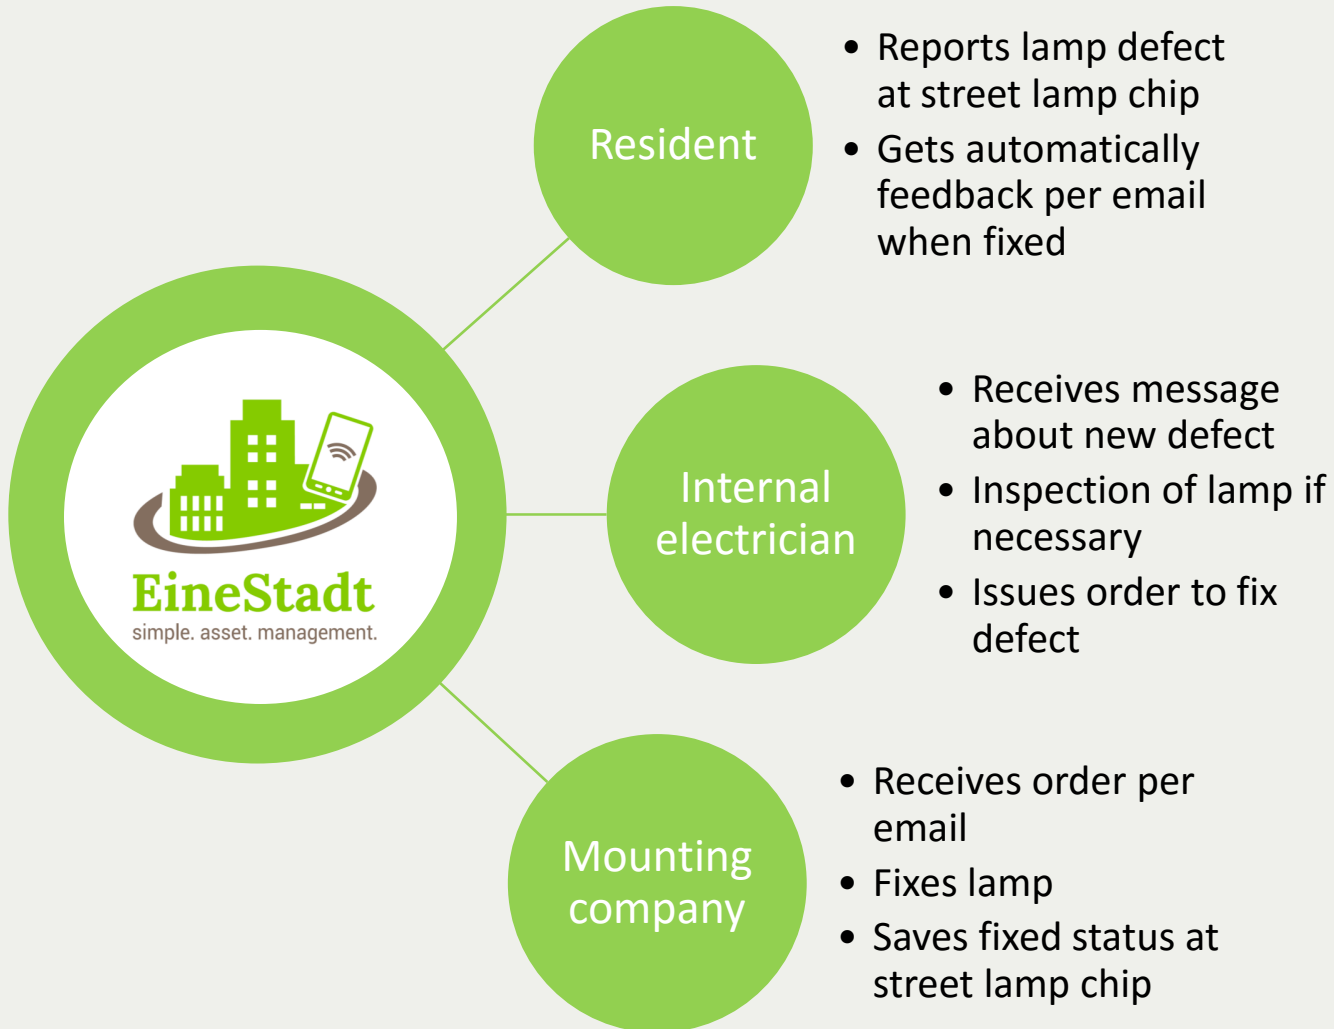 Resident
• Reports lamp defect
at street lamp chip
• Gets automatically
feedback per email
when fixed
EineStadt
simple. asset. management.
Internal
electrician
• Receives message
about new defect
• Inspection of lamp if
necessary
• Issues order to fix
defect
Mounting
company
• Receives order per
email
• Fixes lamp
• Saves fixed status at
street lamp chip